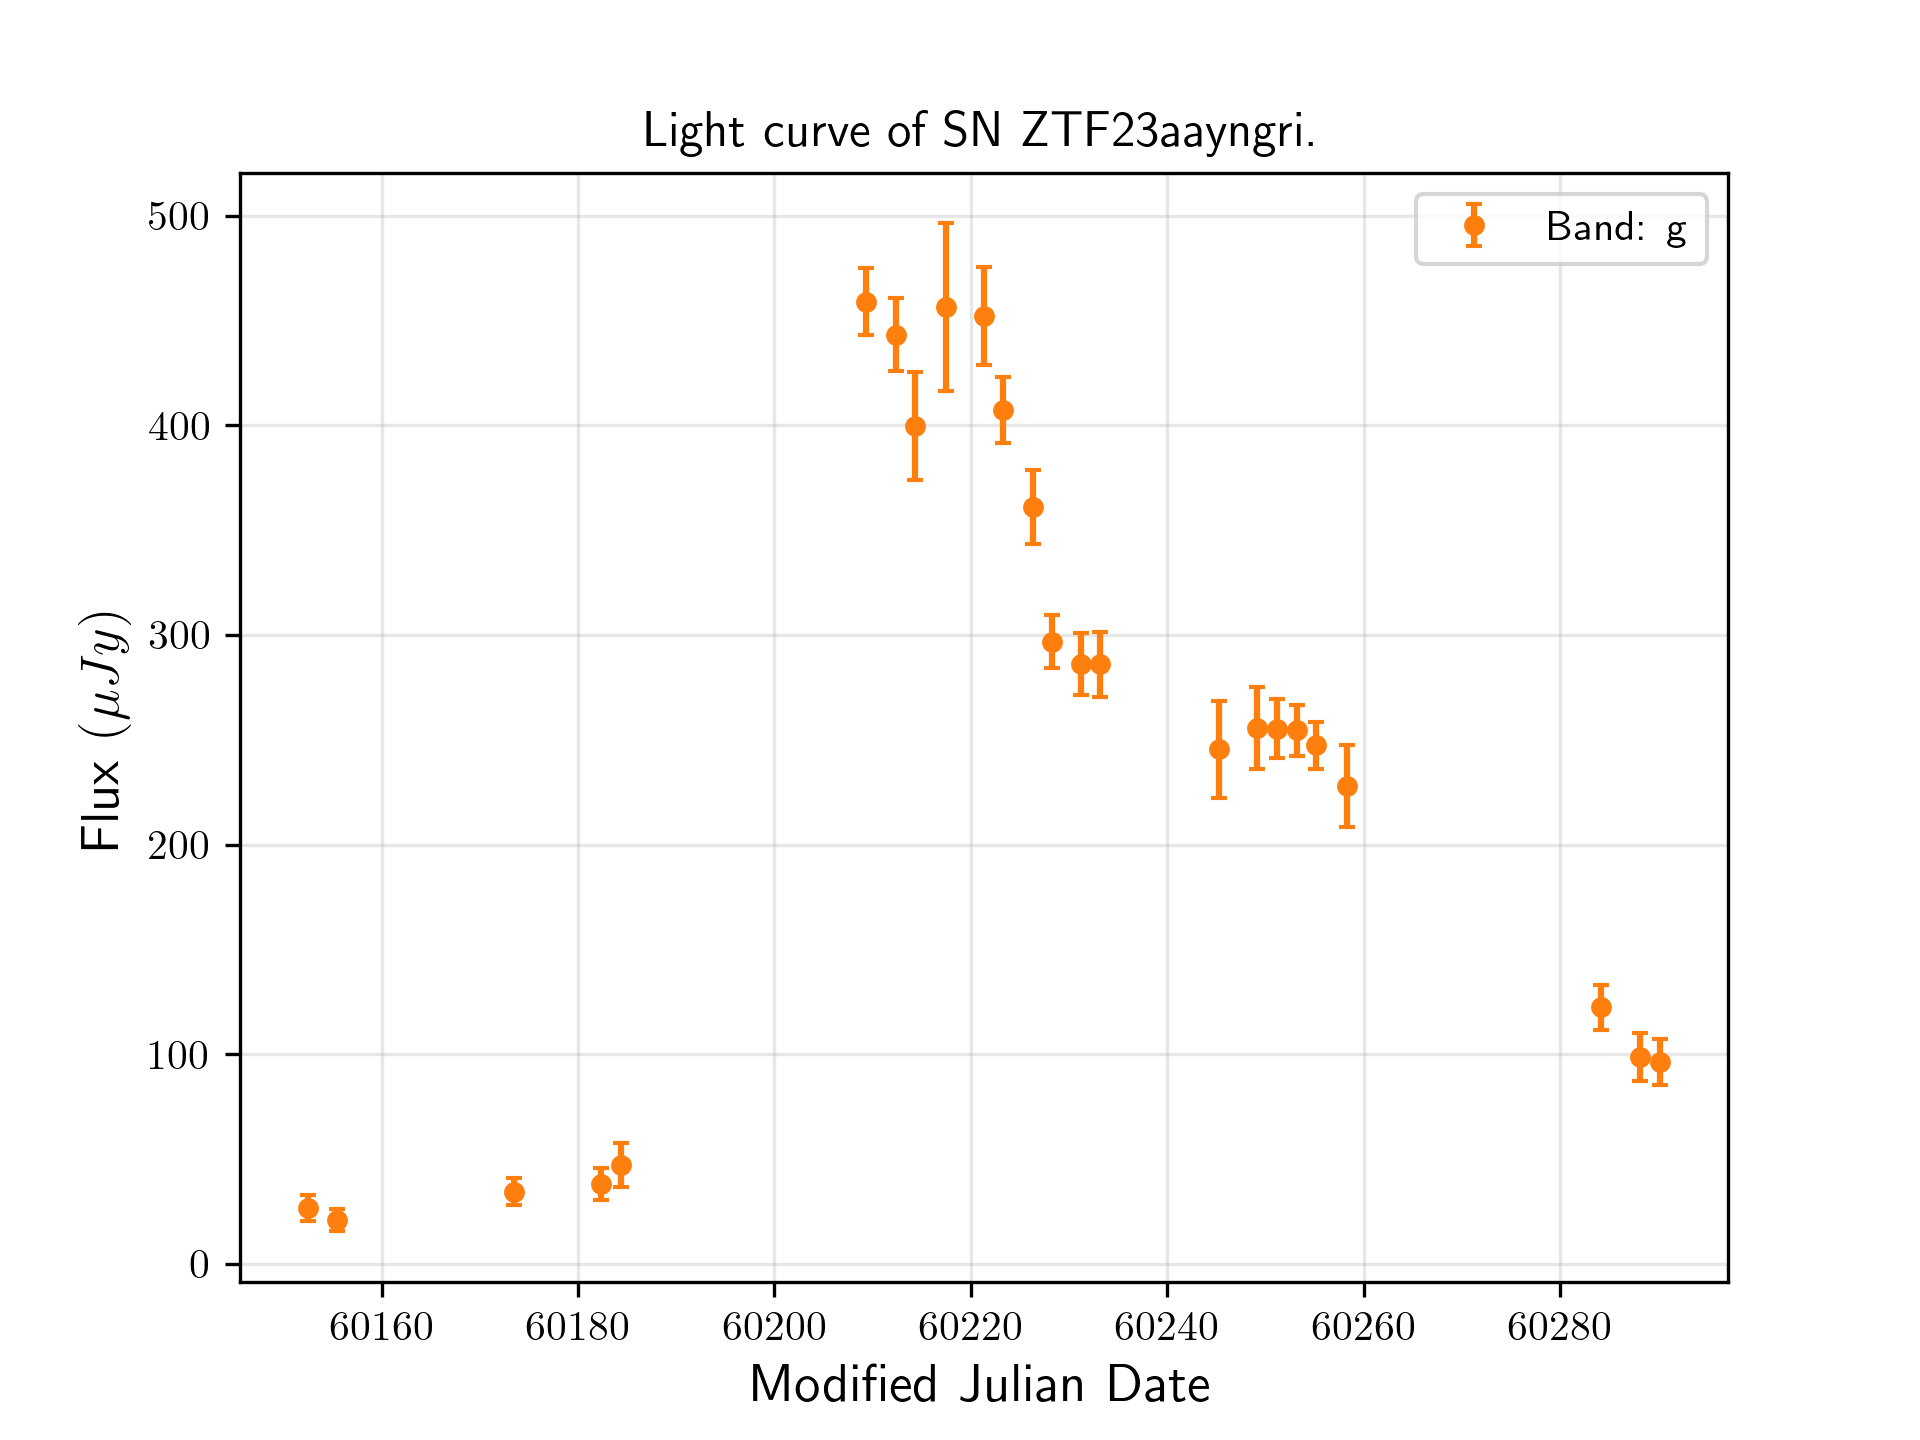 Light curve of SN ZTF23aayngri.
Band: g
500
400
300
200
100
0
Flux (μJy)
60160 60180 60200 60220 60240 60260 60280
Modified Julian Date